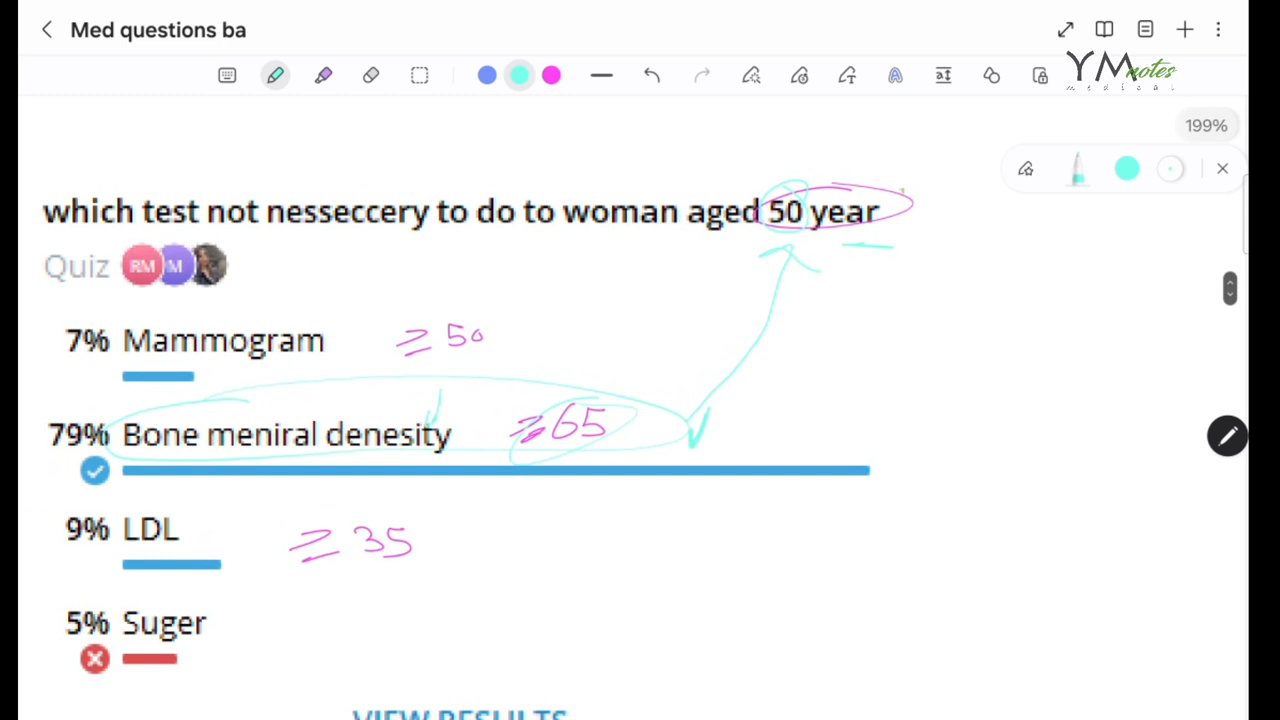 Med questions ba
YM notes
medical
199%
which test not nesseccery to do to woman aged 50 year
Quiz RM M
7% Mammogram ≥ 50
79% Bone meniral denesity ≥65
9% LDL ≥ 35
5% Suger
VIEW RESULTS